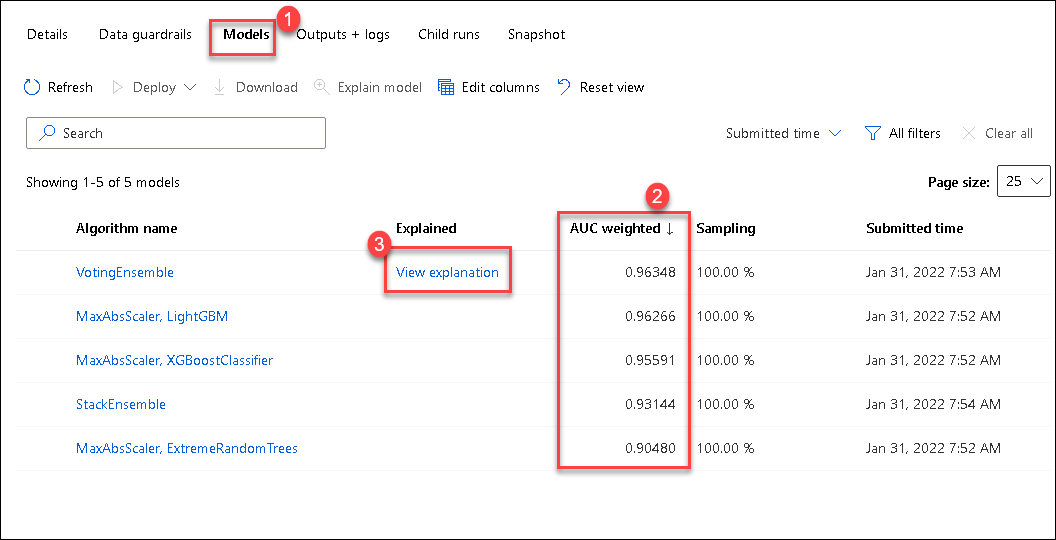 1
Details Data guardrails Models Outputs + logs Child runs Snapshot
Refresh Deploy Download Explain model Edit columns Reset view
Search Submitted time All filters Clear all
Showing 1-5 of 5 models Page size: 25
2
Algorithm name Explained AUC weighted ↓ Sampling Submitted time
3
VotingEnsemble View explanation 0.96348 100.00 % Jan 31, 2022 7:53 AM
MaxAbsScaler, LightGBM 0.96266 100.00 % Jan 31, 2022 7:52 AM
MaxAbsScaler, XGBoostClassifier 0.95591 100.00 % Jan 31, 2022 7:52 AM
StackEnsemble 0.93144 100.00 % Jan 31, 2022 7:54 AM
MaxAbsScaler, ExtremeRandomTrees 0.90480 100.00 % Jan 31, 2022 7:52 AM